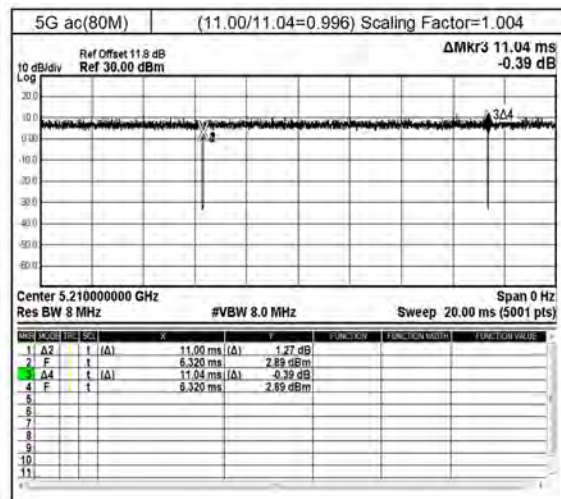 5G ac(80M) (11.00/11.04=0.996) Scaling Factor=1.004
Ref Offset 11.8 dB ΔMkr3 11.04 ms
10 dB/div Ref 30.00 dBm -0.39 dB
Log
20.0
10.0 3Δ4
0.00 2
-10.0
-20.0
-30.0
-40.0
-50.0
-60.0
Center 5.210000000 GHz Span 0 Hz
Res BW 8 MHz #VBW 8.0 MHz Sweep 20.00 ms (5001 pts)
MKR MODE TRC SCL X Y FUNCTION FUNCTION WIDTH FUNCTION VALUE
1 Δ2 t (Δ) 11.00 ms (Δ) 1.27 dB
2 F t 6.320 ms 2.89 dBm
3 Δ4 t (Δ) 11.04 ms (Δ) -0.39 dB
4 F t 6.320 ms 2.89 dBm
5
6
7
8
9
10
11